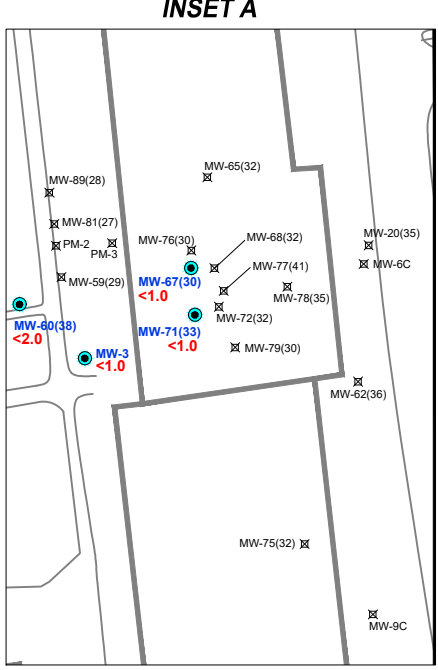 INSET A
MW-65(32)
MW-89(28)
MW-81(27)
PM-2
PM-3
MW-76(30)
MW-68(32)
MW-20(35)
MW-6C
MW-59(29)
MW-67(30)
<1.0
MW-77(41)
MW-78(35)
MW-60(38)
<2.0
MW-72(32)
MW-71(33)
<1.0
MW-3
<1.0
MW-79(30)
MW-62(36)
MW-75(32)
MW-9C